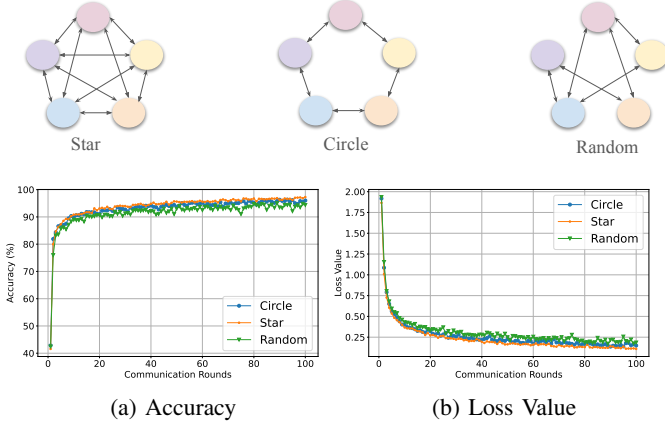 Star
Circle
Random
100
90
80
70
60
50
40
Accuracy (%)
Circle
Star
Random
0
20
40
60
80
100
Communication Rounds
(a) Accuracy
2.00
1.75
1.50
1.25
1.00
0.75
0.50
0.25
Loss Value
Circle
Star
Random
0
20
40
60
80
100
Communication Rounds
(b) Loss Value